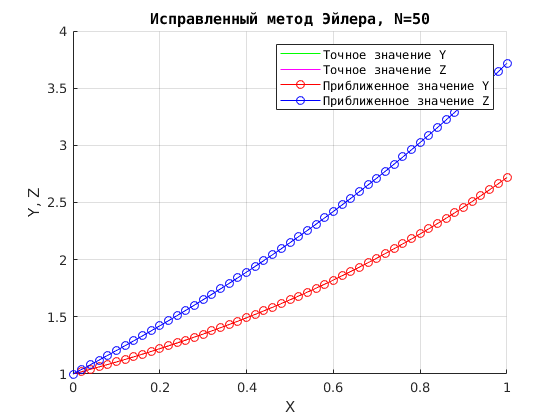 Исправленный метод Эйлера, N=50
Точное значение Y
Точное значение Z
Приближенное значение Y
Приближенное значение Z
4
3.5
3
2.5
2
1.5
1
Y, Z
0 0.2 0.4 0.6 0.8 1
X